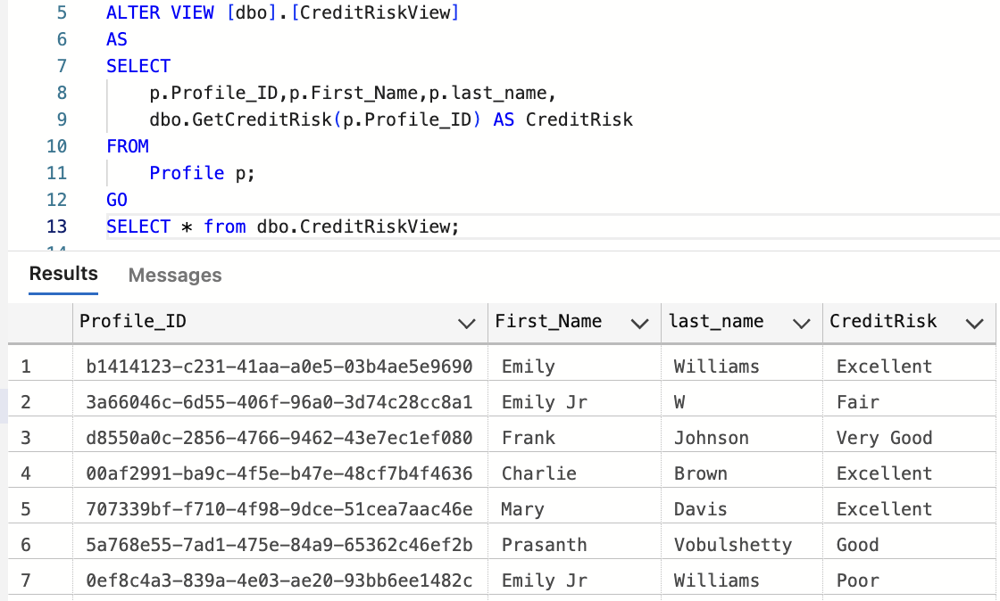 5 ALTER VIEW [dbo].[CreditRiskView]
6 AS
7 SELECT
8 p.Profile_ID,p.First_Name,p.last_name,
9 dbo.GetCreditRisk(p.Profile_ID) AS CreditRisk
10 FROM
11 Profile p;
12 GO
13 SELECT * from dbo.CreditRiskView;
14
Results Messages
Profile_ID First_Name last_name CreditRisk
1 b1414123-c231-41aa-a0e5-03b4ae5e9690 Emily Williams Excellent
2 3a66046c-6d55-406f-96a0-3d74c28cc8a1 Emily Jr W Fair
3 d8550a0c-2856-4766-9462-43e7ec1ef080 Frank Johnson Very Good
4 00af2991-ba9c-4f5e-b47e-48cf7b4f4636 Charlie Brown Excellent
5 707339bf-f710-4f98-9dce-51cea7aac46e Mary Davis Excellent
6 5a768e55-7ad1-475e-84a9-65362c46ef2b Prasanth Vobulshetty Good
7 0ef8c4a3-839a-4e03-ae20-93bb6ee1482c Emily Jr Williams Poor